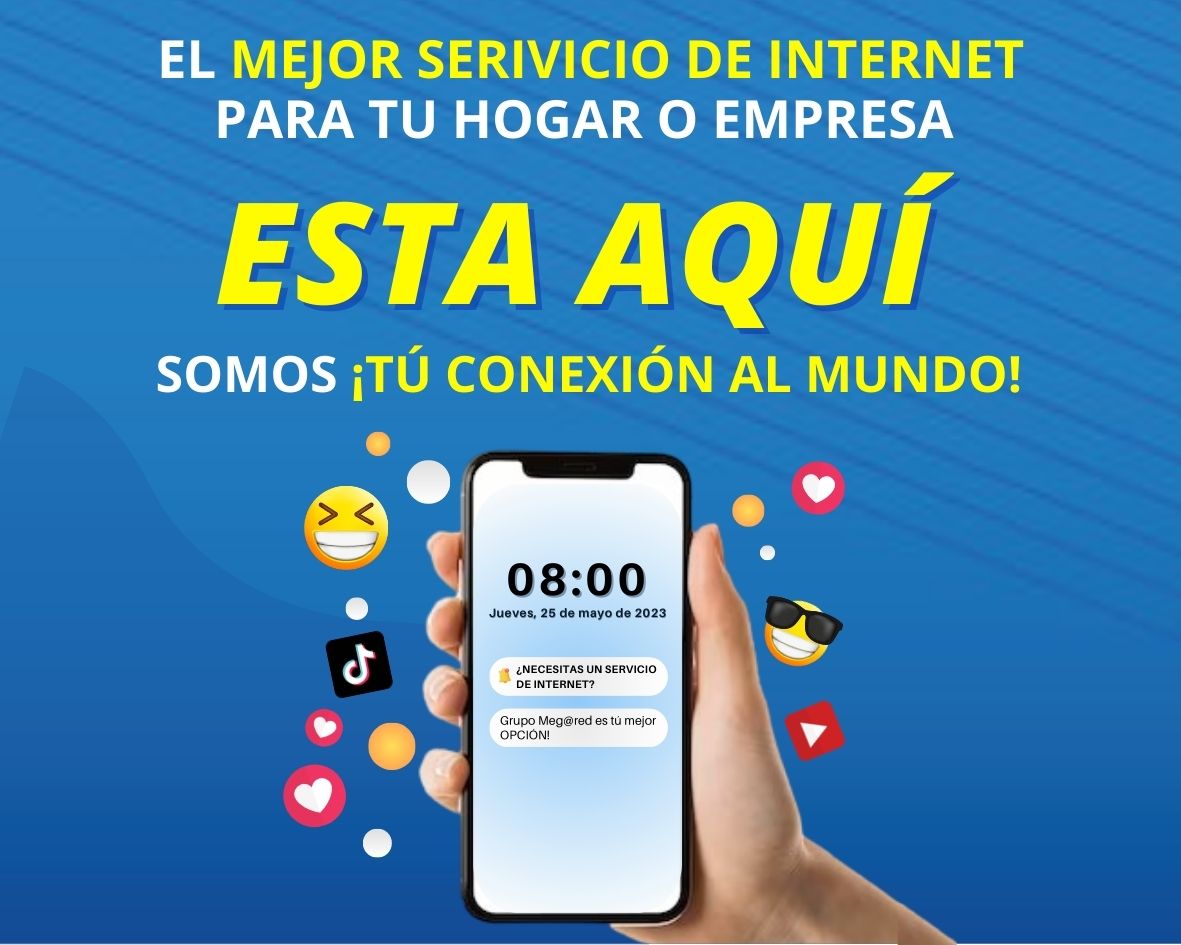 EL MEJOR SERIVICIO DE INTERNET
PARA TU HOGAR O EMPRESA
ESTA AQUÍ
SOMOS ¡TÚ CONEXIÓN AL MUNDO!
08:00
Jueves, 25 de mayo de 2023
¿NECESITAS UN SERVICIO
DE INTERNET?
Grupo Meg@red es tú mejor
OPCIÓN!